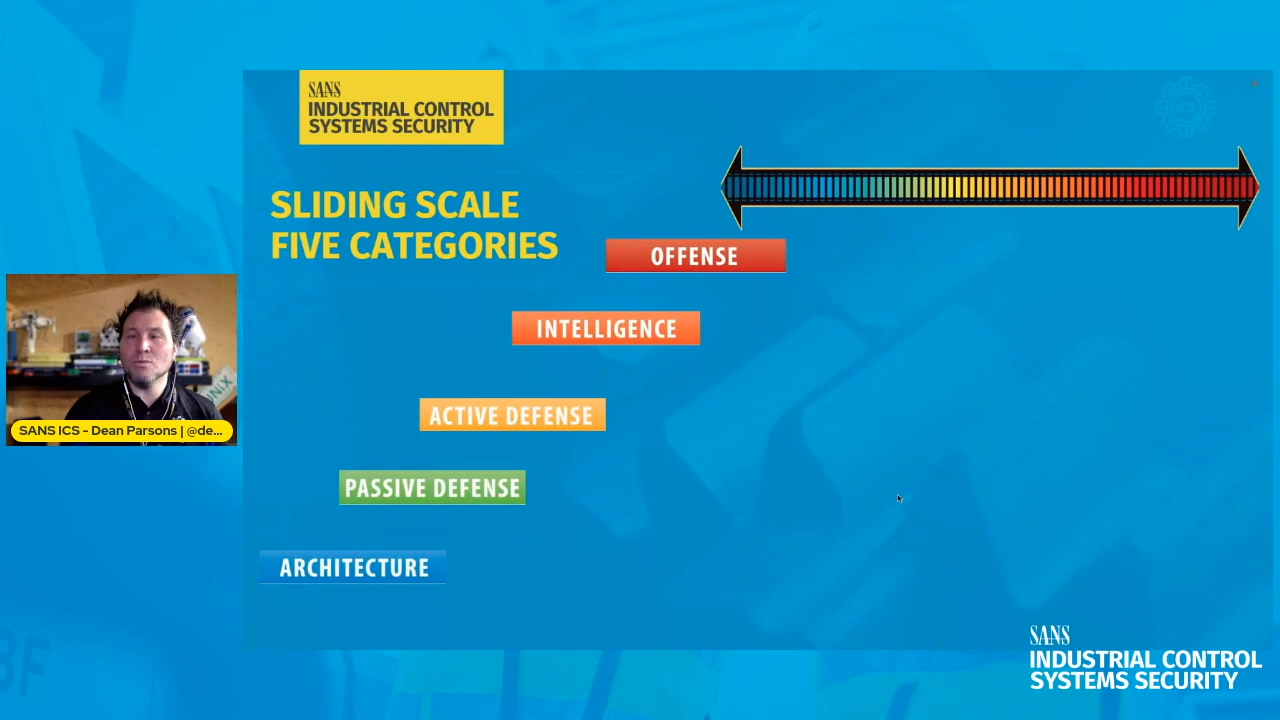 SANS
INDUSTRIAL CONTROL
SYSTEMS SECURITY
SLIDING SCALE
FIVE CATEGORIES
OFFENSE
INTELLIGENCE
ACTIVE DEFENSE
PASSIVE DEFENSE
ARCHITECTURE
UNIX
SANS ICS - Dean Parsons | @de...
SANS
INDUSTRIAL CONTROL
SYSTEMS SECURITY